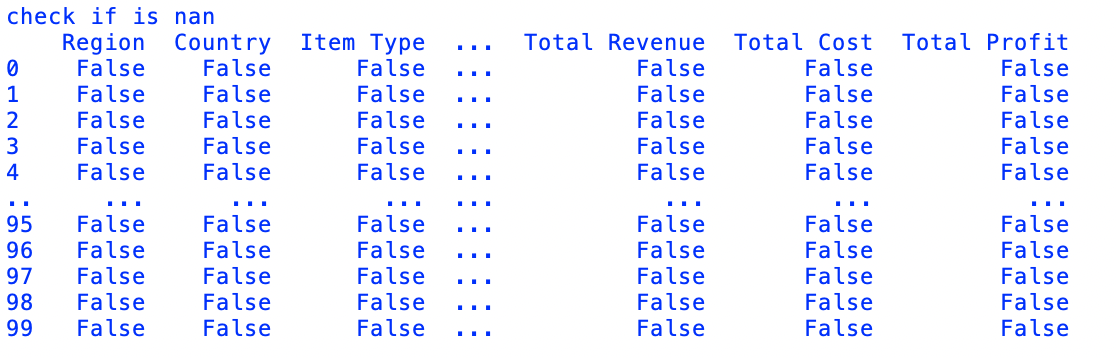 check if is nan
    Region  Country  Item Type  ...  Total Revenue  Total Cost  Total Profit
0    False    False      False  ...          False       False         False
1    False    False      False  ...          False       False         False
2    False    False      False  ...          False       False         False
3    False    False      False  ...          False       False         False
4    False    False      False  ...          False       False         False
..     ...      ...        ...  ...            ...         ...           ...
95   False    False      False  ...          False       False         False
96   False    False      False  ...          False       False         False
97   False    False      False  ...          False       False         False
98   False    False      False  ...          False       False         False
99   False    False      False  ...          False       False         False